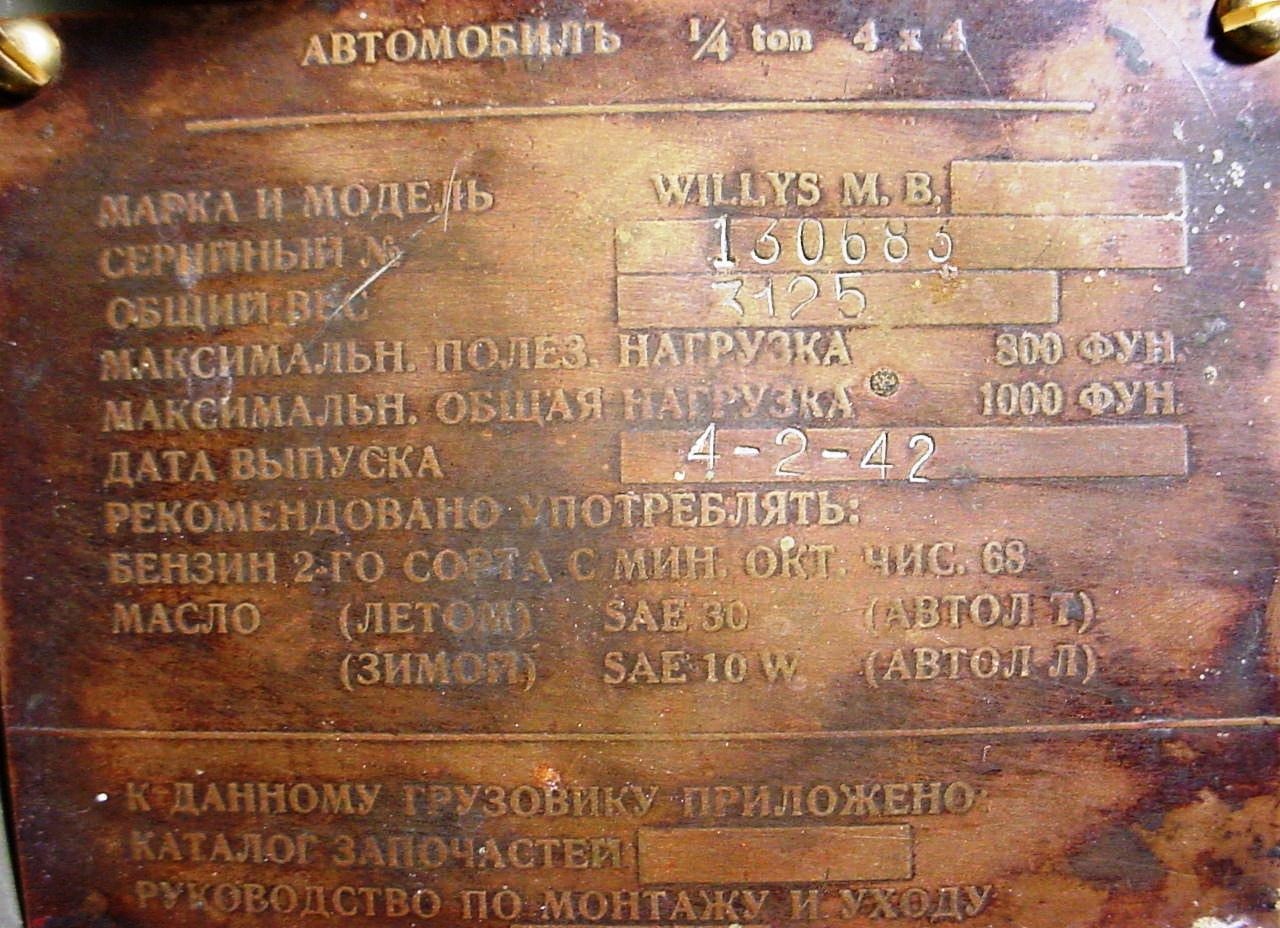 АВТОМОБИЛЪ ¼ ton 4 x 4
МАРКА И МОДЕЛЬ WILLYS M. B.
СЕРИЙНЫЙ № 130683
ОБЩИЙ ВЕС 3125
МАКСИМАЛЬН. ПОЛЕЗ. НАГРУЗКА 800 ФУН.
МАКСИМАЛЬН. ОБЩАЯ НАГРУЗКА 1000 ФУН.
ДАТА ВЫПУСКА 4-2-42
РЕКОМЕНДОВАНО УПОТРЕБЛЯТЬ:
БЕНЗИН 2-ГО СОРТА С МИН. ОКТ. ЧИС. 68
МАСЛО (ЛЕТОМ) SAE 30 (АВТОЛ Т)
(ЗИМОЙ) SAE 10 W (АВТОЛ Л)
К ДАННОМУ ГРУЗОВИКУ ПРИЛОЖЕНО:
КАТАЛОГ ЗАПОЧАСТЕЙ
РУКОВОДСТВО ПО МОНТАЖУ И УХОДУ